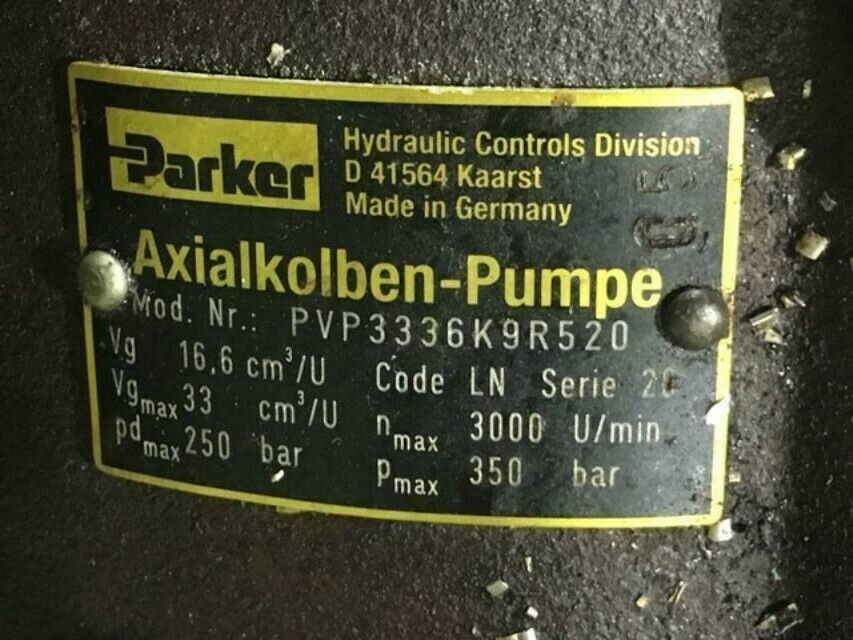 Parker
Hydraulic Controls Division
D 41564 Kaarst
Made in Germany
Axialkolben-Pumpe
Mod. Nr.: PVP3336K9R520
Vg 16,6 cm³/U Code LN Serie
Vgmax 33 cm³/U nmax 3000 U/min
pdmax 250 bar Pmax 350 bar